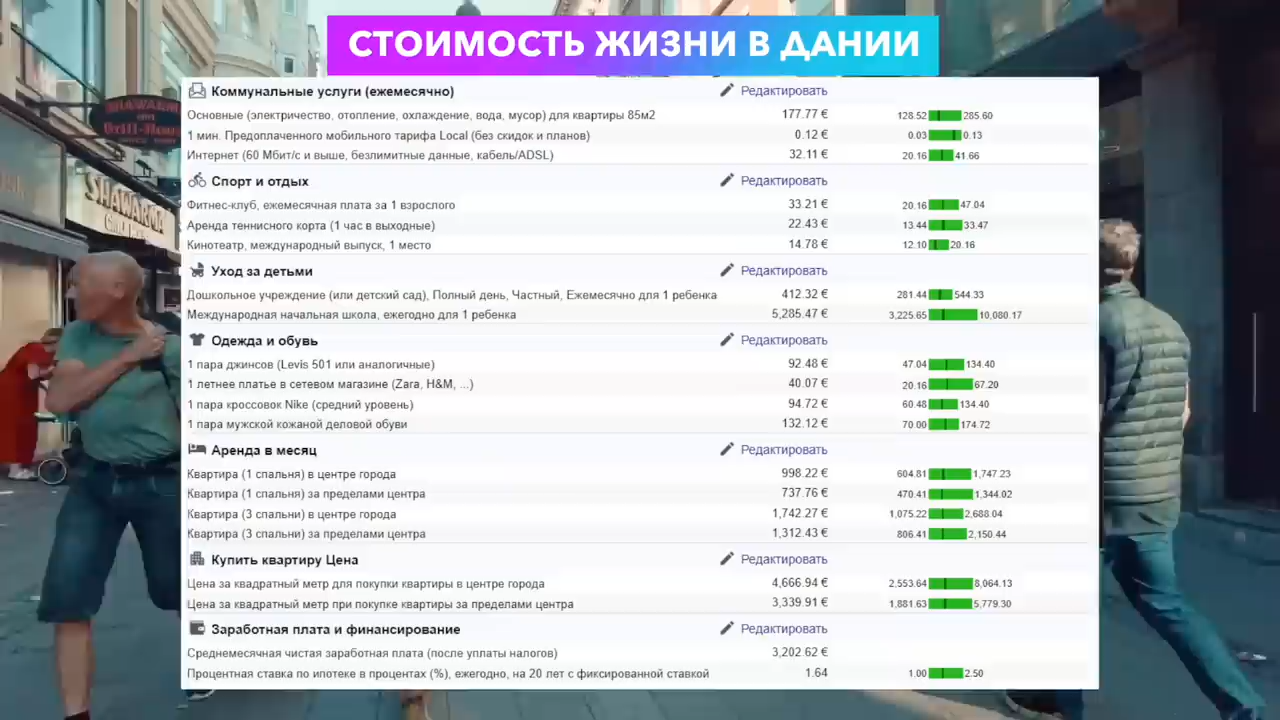 СТОИМОСТЬ ЖИЗНИ В ДАНИИ
Коммунальные услуги (ежемесячно) Редактировать
Основные (электричество, отопление, охлаждение, вода, мусор) для квартиры 85м2 177.77 € 128.52 285.60
1 мин. Предоплаченного мобильного тарифа Local (без скидок и планов) 0.12 € 0.03 0.13
Интернет (60 Мбит/с и выше, безлимитные данные, кабель/ADSL) 32.11 € 20.16 41.66
Спорт и отдых Редактировать
Фитнес-клуб, ежемесячная плата за 1 взрослого 33.21 € 20.16 47.04
Аренда теннисного корта (1 час в выходные) 22.43 € 13.44 33.47
Кинотеатр, международный выпуск, 1 место 14.78 € 12.10 20.16
Уход за детьми Редактировать
Дошкольное учреждение (или детский сад), Полный день, Частный, Ежемесячно для 1 ребенка 412.32 € 281.44 544.33
Международная начальная школа, ежегодно для 1 ребенка 5,285.47 € 3,225.65 10,080.17
Одежда и обувь Редактировать
1 пара джинсов (Levis 501 или аналогичные) 92.48 € 47.04 134.40
1 летнее платье в сетевом магазине (Zara, H&M, ...) 40.07 € 20.16 67.20
1 пара кроссовок Nike (средний уровень) 94.72 € 60.48 134.40
1 пара мужской кожаной деловой обуви 132.12 € 70.00 174.72
Аренда в месяц Редактировать
Квартира (1 спальня) в центре города 998.22 € 604.81 1,747.23
Квартира (1 спальня) за пределами центра 737.76 € 470.41 1,344.02
Квартира (3 спальни) в центре города 1,742.27 € 1,075.22 2,688.04
Квартира (3 спальни) за пределами центра 1,312.43 € 806.41 2,150.44
Купить квартиру Цена Редактировать
Цена за квадратный метр для покупки квартиры в центре города 4,666.94 € 2,553.64 8,064.13
Цена за квадратный метр при покупке квартиры за пределами центра 3,339.91 € 1,881.63 5,779.30
Заработная плата и финансирование Редактировать
Среднемесячная чистая заработная плата (после уплаты налогов) 3,202.62 €
Процентная ставка по ипотеке в процентах (%), ежегодно, на 20 лет с фиксированной ставкой 1.64 1.00 2.50
SHAWARMA
Grill-House
SHAWARMA